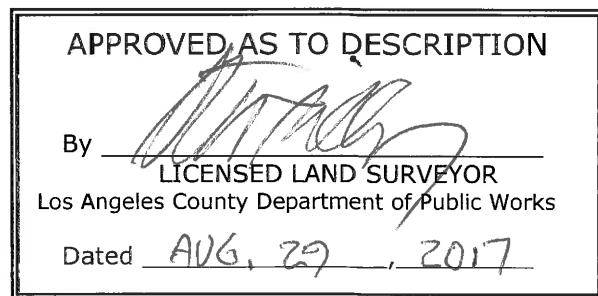 APPROVED AS TO DESCRIPTION
By
LICENSED LAND SURVEYOR
Los Angeles County Department of Public Works
Dated AUG. 29, 2017